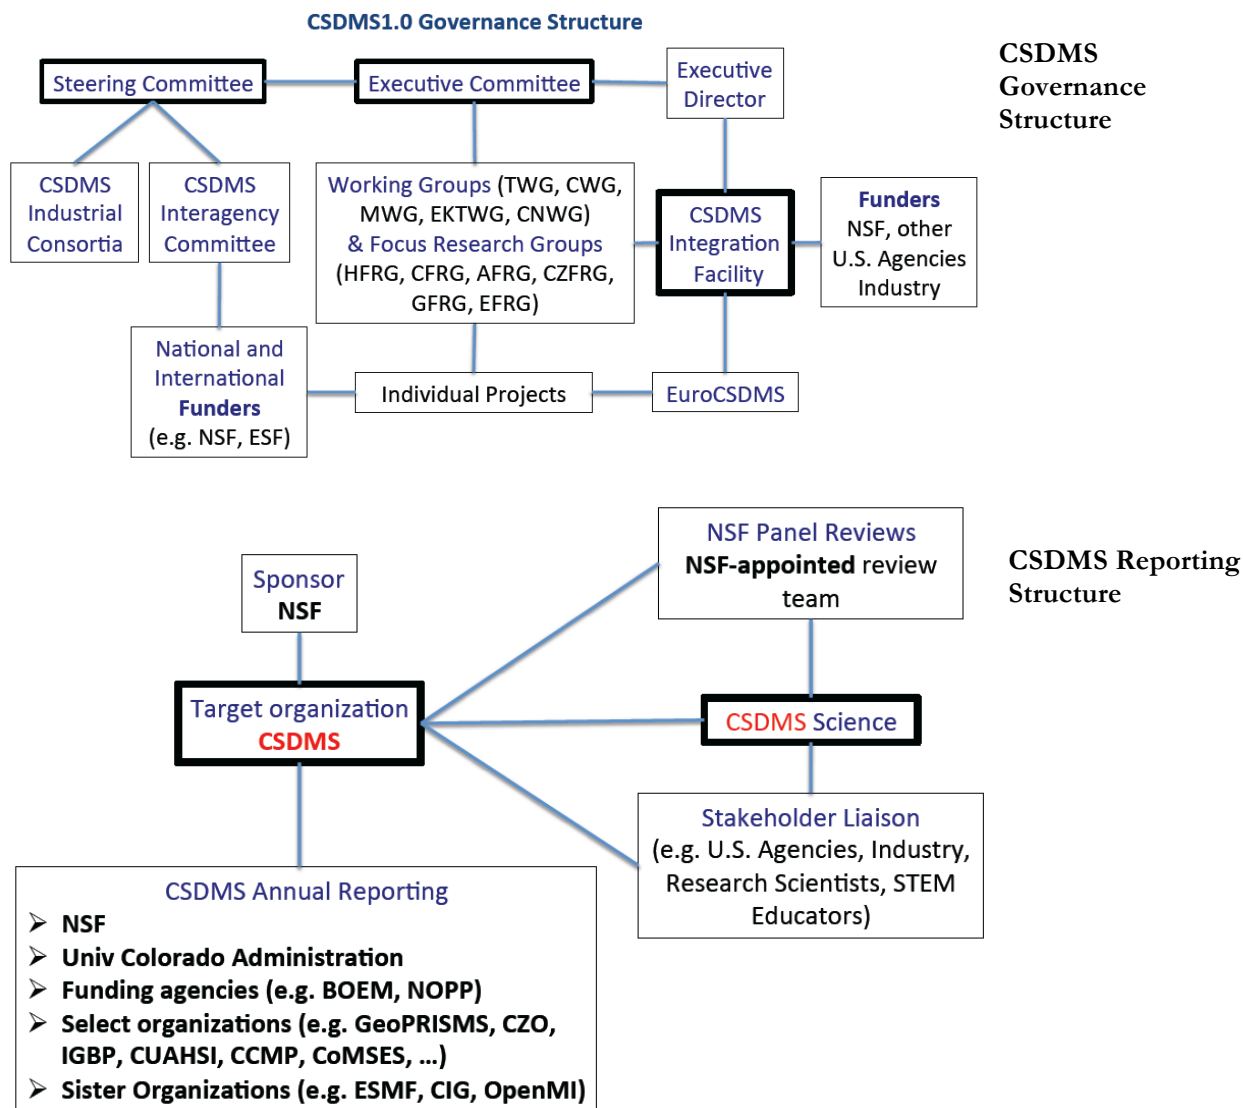 CSDMS1.0 Governance Structure
CSDMS
Governance
Structure
Steering Committee
Executive Committee
Executive
Director
CSDMS
Industrial
Consortia
CSDMS
Interagency
Committee
Working Groups (TWG, CWG,
MWG, EKTWG, CNWG)
& Focus Research Groups
(HFRG, CFRG, AFRG, CZFRG,
GFRG, EFRG)
CSDMS
Integration
Facility
Funders
NSF, other
U.S. Agencies
Industry
National and
International
Funders
(e.g. NSF, ESF)
Individual Projects
EuroCSDMS
CSDMS Reporting
Structure
Sponsor
NSF
NSF Panel Reviews
NSF-appointed review
team
Target organization
CSDMS
CSDMS Science
Stakeholder Liaison
(e.g. U.S. Agencies, Industry,
Research Scientists, STEM
Educators)
CSDMS Annual Reporting
➢ NSF
➢ Univ Colorado Administration
➢ Funding agencies (e.g. BOEM, NOPP)
➢ Select organizations (e.g. GeoPRISMS, CZO,
IGBP, CUAHSI, CCMP, CoMSES, ...)
➢ Sister Organizations (e.g. ESMF, CIG, OpenMI)